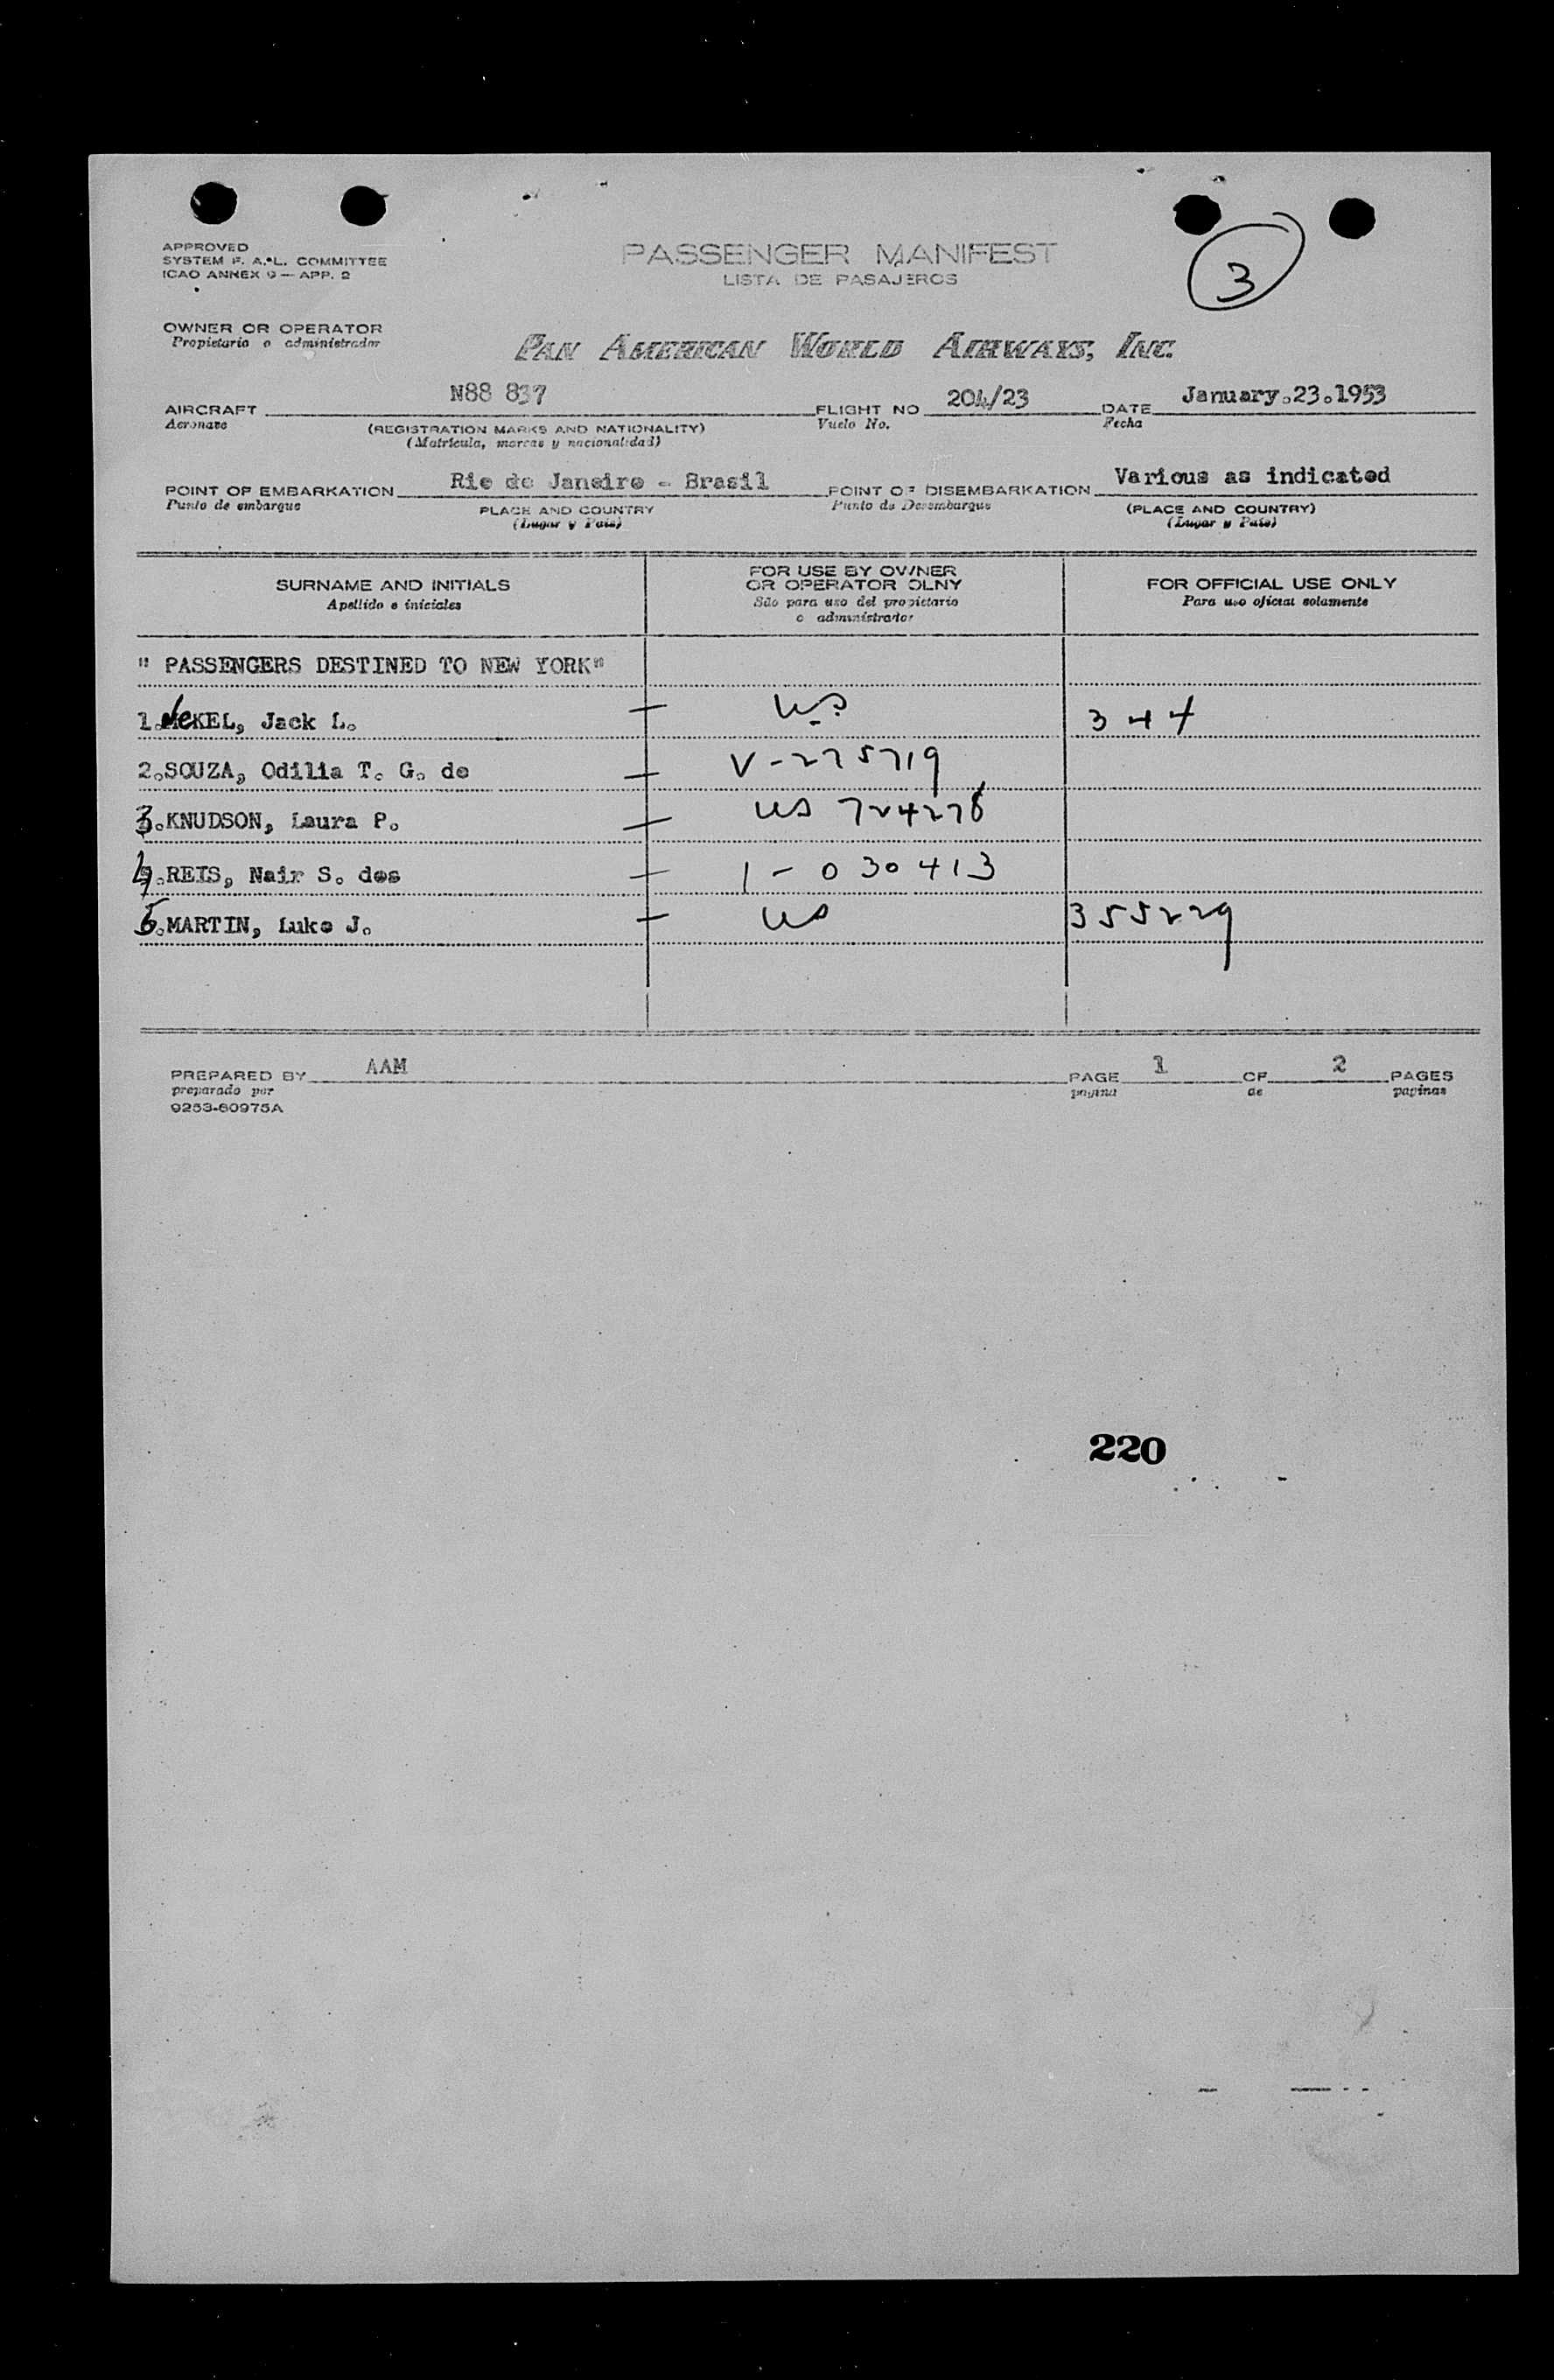 APPROVED
SYSTEM F. A. L. COMMITTEE
ICAO ANNEX 9 — APP. 2
PASSENGER MANIFEST
LISTA DE PASAJEROS
3
OWNER OR OPERATOR
Propietario o administrador
PAN AMERICAN WORLD AIRWAYS, INC.
AIRCRAFT N88 837 FLIGHT NO 204/23 DATE January.23.1953
Aeronave (REGISTRATION MARKS AND NATIONALITY) Vuelo No. Fecha
(Matrícula, marcas y nacionalidad)
POINT OF EMBARKATION Rio de Janeiro - Brasil POINT OF DISEMBARKATION Various as indicated
Punto de embarque PLACE AND COUNTRY Punto de Desembarque (PLACE AND COUNTRY)
(Lugar y País) (Lugar y País)
SURNAME AND INITIALS
Apellido e iniciales
FOR USE BY OWNER
OR OPERATOR OLNY
Sólo para uso del propietario
o administrador
FOR OFFICIAL USE ONLY
Para uso oficial solamente
" PASSENGERS DESTINED TO NEW YORK"
1. KEL, Jack L. US 344
2.SOUZA, Odilia T. G. de V-275719
3.KNUDSON, Laura P. US 724278
4.REIS, Nair S. dos 1-030413
5.MARTIN, Luke J. US 355229
PREPARED BY AAM PAGE 1 OF 2 PAGES
preparado por pagina de paginas
9253-60975A
220